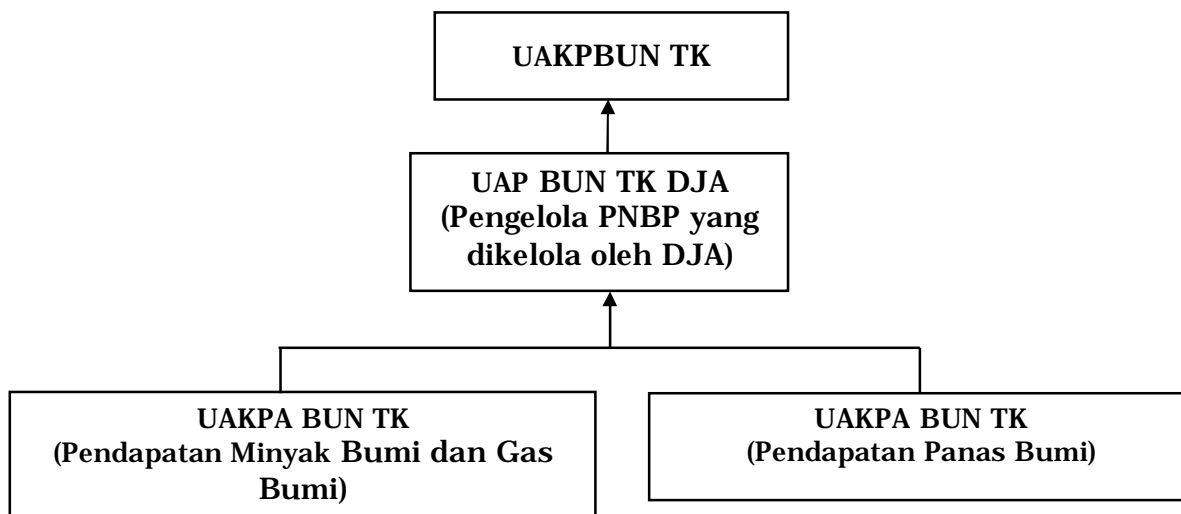 UAKPBUN TK
UAP BUN TK DJA
(Pengelola PNBP yang
dikelola oleh DJA)
UAKPA BUN TK
(Pendapatan Minyak Bumi dan Gas
Bumi)
UAKPA BUN TK
(Pendapatan Panas Bumi)